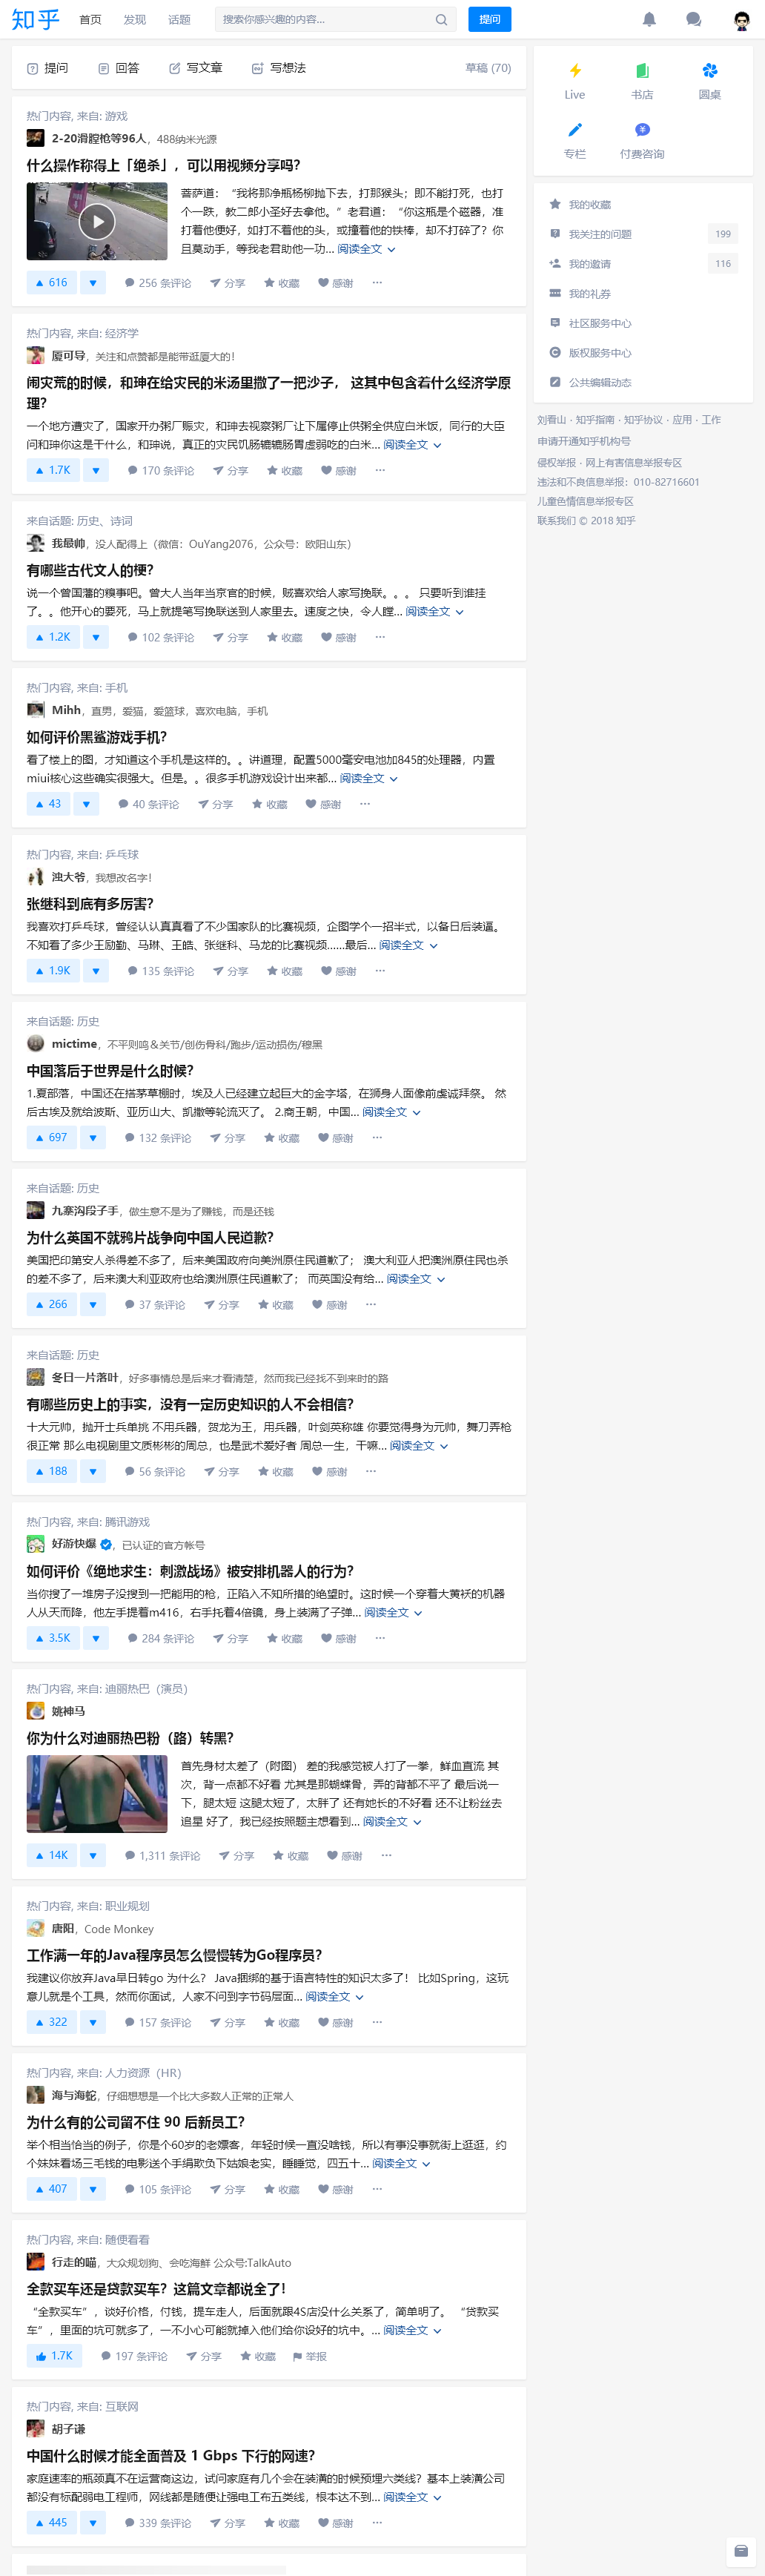 知乎 首页 发现 话题 搜索你感兴趣的内容... 提问
提问 回答 写文章 写想法 草稿 (70)
热门内容, 来自: 游戏
2-20滑膛枪等96人，488纳米光源
什么操作称得上「绝杀」，可以用视频分享吗？
菩萨道：“我将那净瓶杨柳抛下去，打那猴头；即不能打死，也打
个一跌，教二郎小圣好去拿他。”老君道：“你这瓶是个磁器，准
打着他便好，如打不着他的头，或撞着他的铁棒，却不打碎了？你
且莫动手，等我老君助他一功... 阅读全文
616 256 条评论 分享 收藏 感谢 ···
热门内容, 来自: 经济学
厦可导，关注和点赞都是能带逛厦大的！
闹灾荒的时候，和珅在给灾民的米汤里撒了一把沙子， 这其中包含着什么经济学原
理？
一个地方遭灾了，国家开办粥厂赈灾，和珅去视察粥厂让下属停止供粥全供应白米饭，同行的大臣
问和珅你这是干什么，和珅说，真正的灾民饥肠辘辘肠胃虚弱吃的白米... 阅读全文
1.7K 170 条评论 分享 收藏 感谢 ···
来自话题: 历史、诗词
我最帅，没人配得上（微信：OuYang2076，公众号：欧阳山东）
有哪些古代文人的梗？
说一个曾国藩的糗事吧。曾大人当年当京官的时候，贼喜欢给人家写挽联。。。 只要听到谁挂
了。。他开心的要死，马上就提笔写挽联送到人家里去。速度之快，令人瞠... 阅读全文
1.2K 102 条评论 分享 收藏 感谢 ···
热门内容, 来自: 手机
Mihh，直男，爱猫，爱篮球，喜欢电脑，手机
如何评价黑鲨游戏手机？
看了楼上的图，才知道这个手机是这样的。。讲道理，配置5000毫安电池加845的处理器，内置
miui核心这些确实很强大。但是。。很多手机游戏设计出来都... 阅读全文
43 40 条评论 分享 收藏 感谢 ···
热门内容, 来自: 乒乓球
浊大爷，我想改名字！
张继科到底有多厉害？
我喜欢打乒乓球，曾经认认真真看了不少国家队的比赛视频，企图学个一招半式，以备日后装逼。
不知看了多少王励勤、马琳、王皓、张继科、马龙的比赛视频……最后... 阅读全文
1.9K 135 条评论 分享 收藏 感谢 ···
来自话题: 历史
mictime，不平则鸣＆关节/创伤骨科/跑步/运动损伤/穆黑
中国落后于世界是什么时候？
1.夏部落，中国还在搭茅草棚时，埃及人已经建立起巨大的金字塔，在狮身人面像前虔诚拜祭。 然
后古埃及就给波斯、亚历山大、凯撒等轮流灭了。 2.商王朝，中国... 阅读全文
697 132 条评论 分享 收藏 感谢 ···
来自话题: 历史
九寨沟段子手，做生意不是为了赚钱，而是还钱
为什么英国不就鸦片战争向中国人民道歉？
美国把印第安人杀得差不多了，后来美国政府向美洲原住民道歉了； 澳大利亚人把澳洲原住民也杀
的差不多了，后来澳大利亚政府也给澳洲原住民道歉了； 而英国没有给... 阅读全文
266 37 条评论 分享 收藏 感谢 ···
来自话题: 历史
冬日一片落叶，好多事情总是后来才看清楚，然而我已经找不到来时的路
有哪些历史上的事实，没有一定历史知识的人不会相信？
十大元帅，抛开士兵单挑 不用兵器，贺龙为王，用兵器，叶剑英称雄 你要觉得身为元帅，舞刀弄枪
很正常 那么电视剧里文质彬彬的周总，也是武术爱好者 周总一生，干嘛... 阅读全文
188 56 条评论 分享 收藏 感谢 ···
热门内容, 来自: 腾讯游戏
好游快爆，已认证的官方帐号
如何评价《绝地求生：刺激战场》被安排机器人的行为？
当你搜了一堆房子没搜到一把能用的枪，正陷入不知所措的绝望时。这时候一个穿着大黄袄的机器
人从天而降，他左手提着m416，右手托着4倍镜，身上装满了子弹... 阅读全文
3.5K 284 条评论 分享 收藏 感谢 ···
热门内容, 来自: 迪丽热巴（演员）
姚神马
你为什么对迪丽热巴粉（路）转黑？
首先身材太差了（附图） 差的我感觉被人打了一拳，鲜血直流 其
次，背一点都不好看 尤其是那蝴蝶骨，弄的背都不平了 最后说一
下，腿太短 这腿太短了，太胖了 还有她长的不好看 还不让粉丝去
追星 好了，我已经按照题主想看到... 阅读全文
14K 1,311 条评论 分享 收藏 感谢 ···
热门内容, 来自: 职业规划
唐阳，Code Monkey
工作满一年的Java程序员怎么慢慢转为Go程序员？
我建议你放弃Java早日转go 为什么？ Java捆绑的基于语言特性的知识太多了！ 比如Spring，这玩
意儿就是个工具，然而你面试，人家不问到字节码层面... 阅读全文
322 157 条评论 分享 收藏 感谢 ···
热门内容, 来自: 人力资源（HR）
海与海蛇，仔细想想是一个比大多数人正常的正常人
为什么有的公司留不住 90 后新员工？
举个相当恰当的例子，你是个60岁的老嫖客，年轻时候一直没啥钱，所以有事没事就街上逛逛，约
个妹妹看场三毛钱的电影送个手绢欺负下姑娘老实，睡睡觉，四五十... 阅读全文
407 105 条评论 分享 收藏 感谢 ···
热门内容, 来自: 随便看看
行走的喵，大众规划狗、会吃海鲜 公众号:TalkAuto
全款买车还是贷款买车？这篇文章都说全了！
“全款买车”，谈好价格，付钱，提车走人，后面就跟4S店没什么关系了，简单明了。 “贷款买
车”，里面的坑可就多了，一不小心可能就掉入他们给你设好的坑中。... 阅读全文
1.7K 197 条评论 分享 收藏 举报
热门内容, 来自: 互联网
胡子谦
中国什么时候才能全面普及 1 Gbps 下行的网速？
家庭速率的瓶颈真不在运营商这边，试问家庭有几个会在装潢的时候预埋六类线？基本上装潢公司
都没有标配弱电工程师，网线都是随便让强电工布五类线，根本达不到... 阅读全文
445 339 条评论 分享 收藏 感谢 ···
Live 书店 圆桌
专栏 付费咨询
我的收藏
我关注的问题 199
我的邀请 116
我的礼券
社区服务中心
版权服务中心
公共编辑动态
刘看山 · 知乎指南 · 知乎协议 · 应用 · 工作
申请开通知乎机构号
侵权举报 · 网上有害信息举报专区
违法和不良信息举报：010-82716601
儿童色情信息举报专区
联系我们 © 2018 知乎